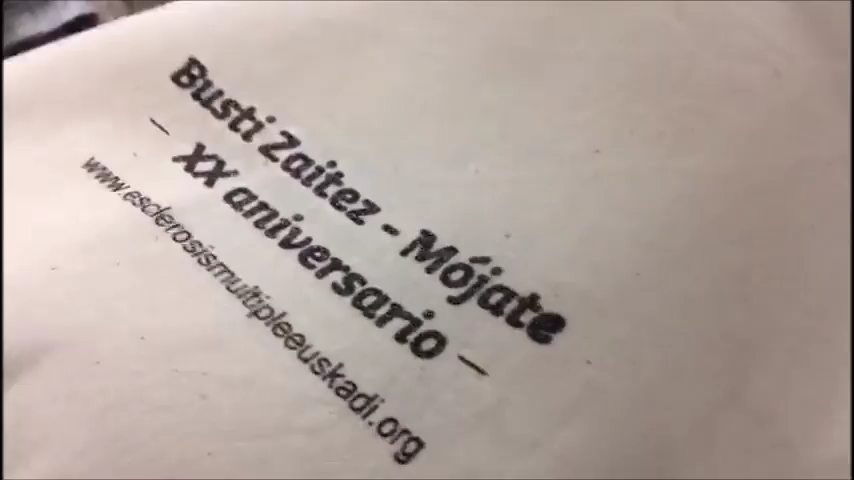 Busti Zaitez - Mójate
- XX aniversario -
www.esclerosismultipleeuskadi.org